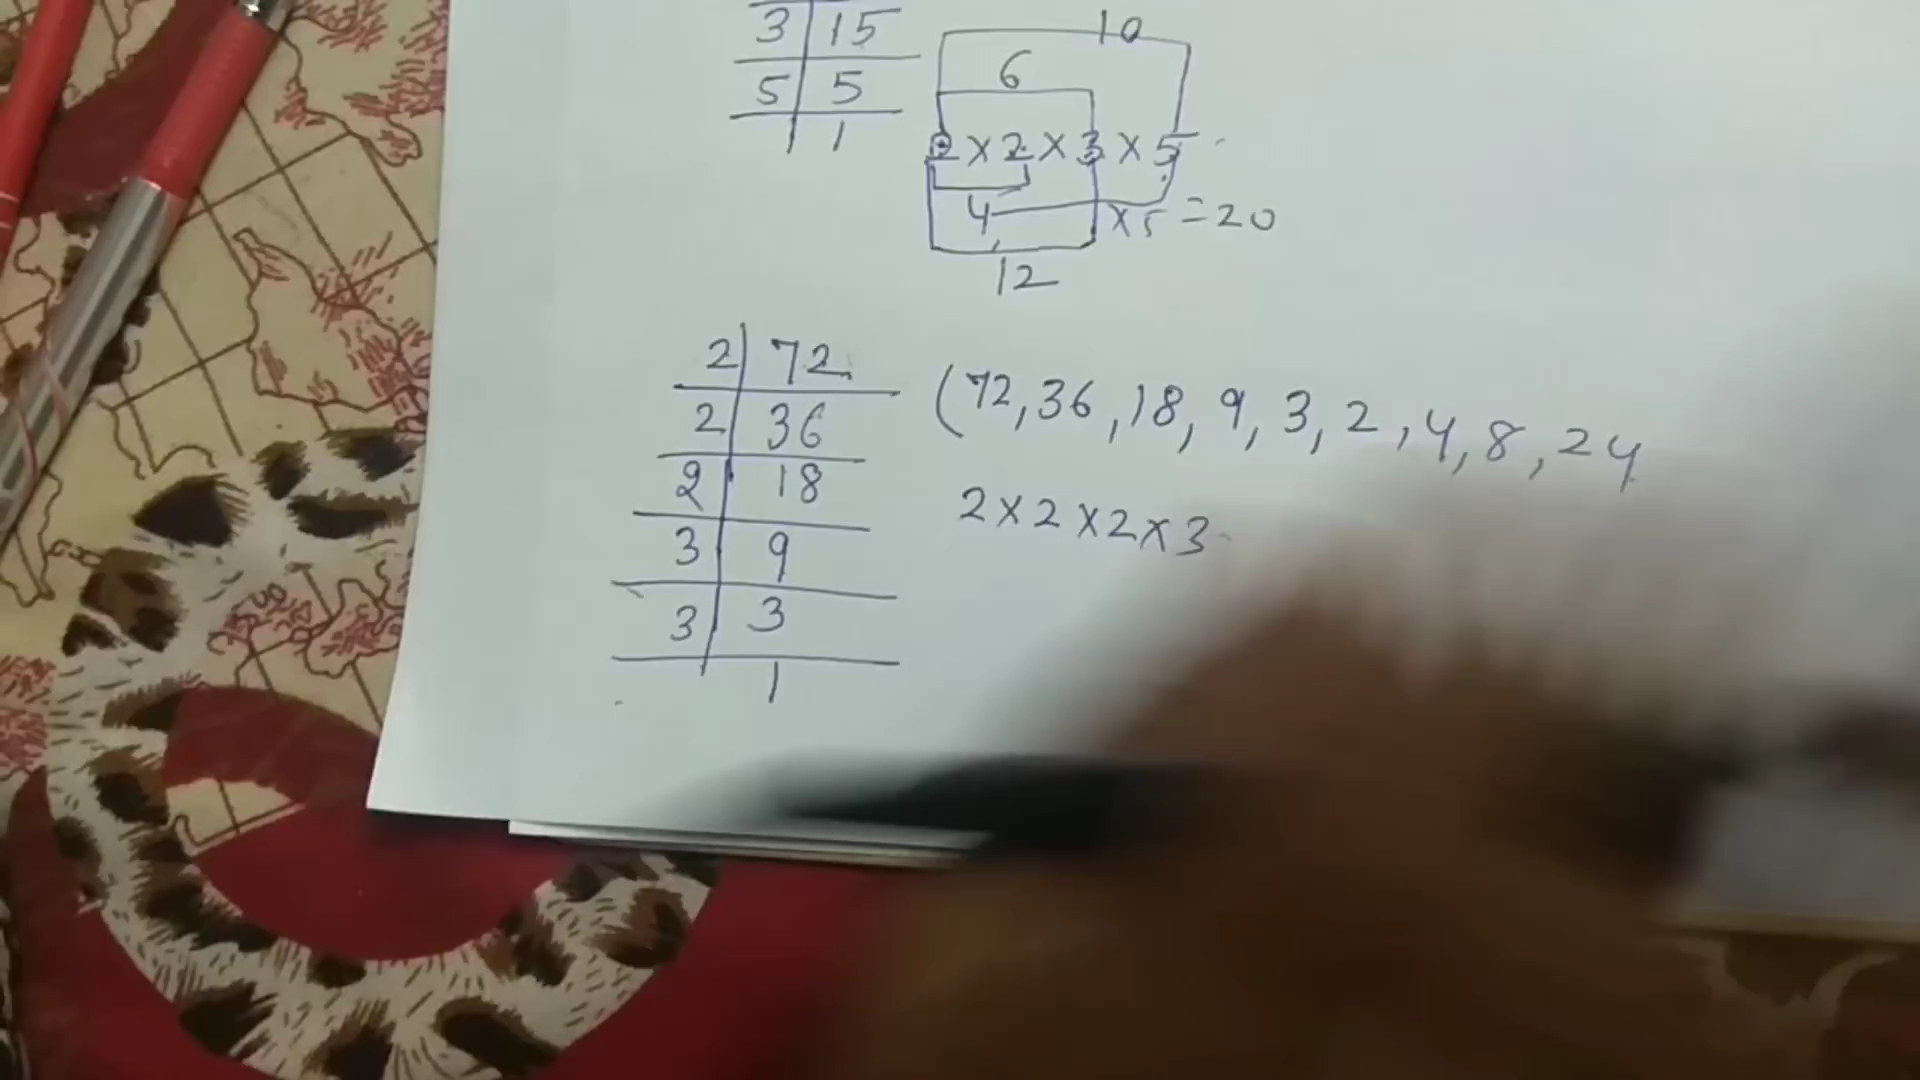 3 | 15
5 | 5
1
10
6
2 x 2 x 3 x 5
4 x 5 = 20
12
2 | 72
2 | 36
2 | 18
3 | 9
3 | 3
1
(72, 36, 18, 9, 3, 2, 4, 8, 24
2 x 2 x 2 x 3